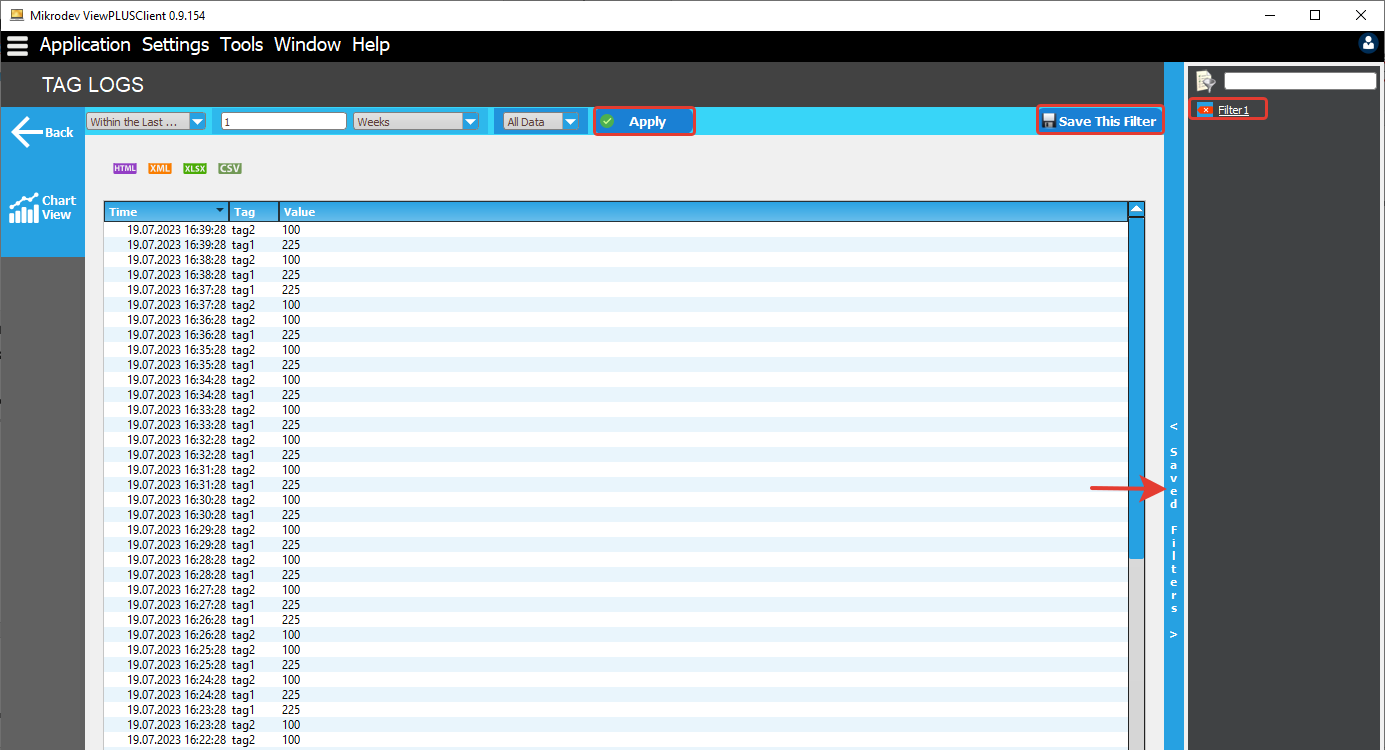 Mikrodev ViewPLUSClient 0.9.154
Application Settings Tools Window Help
TAG LOGS
Back
Within the Last ... 1 Weeks All Data Apply Save This Filter
Filter1
Chart
View
HTML XML XLSX CSV
Time Tag Value
19.07.2023 16:39:28 tag2 100
19.07.2023 16:39:28 tag1 225
19.07.2023 16:38:28 tag2 100
19.07.2023 16:38:28 tag1 225
19.07.2023 16:37:28 tag1 225
19.07.2023 16:37:28 tag2 100
19.07.2023 16:36:28 tag2 100
19.07.2023 16:36:28 tag1 225
19.07.2023 16:35:28 tag2 100
19.07.2023 16:35:28 tag1 225
19.07.2023 16:34:28 tag2 100
19.07.2023 16:34:28 tag1 225
19.07.2023 16:33:28 tag2 100
19.07.2023 16:33:28 tag1 225
19.07.2023 16:32:28 tag2 100
19.07.2023 16:32:28 tag1 225
19.07.2023 16:31:28 tag2 100
19.07.2023 16:31:28 tag1 225
19.07.2023 16:30:28 tag2 100
19.07.2023 16:30:28 tag1 225
19.07.2023 16:29:28 tag2 100
19.07.2023 16:29:28 tag1 225
19.07.2023 16:28:28 tag2 100
19.07.2023 16:28:28 tag1 225
19.07.2023 16:27:28 tag2 100
19.07.2023 16:27:28 tag1 225
19.07.2023 16:26:28 tag1 225
19.07.2023 16:26:28 tag2 100
19.07.2023 16:25:28 tag2 100
19.07.2023 16:25:28 tag1 225
19.07.2023 16:24:28 tag2 100
19.07.2023 16:24:28 tag1 225
19.07.2023 16:23:28 tag1 225
19.07.2023 16:23:28 tag2 100
19.07.2023 16:22:28 tag2 100
< Saved Filters >